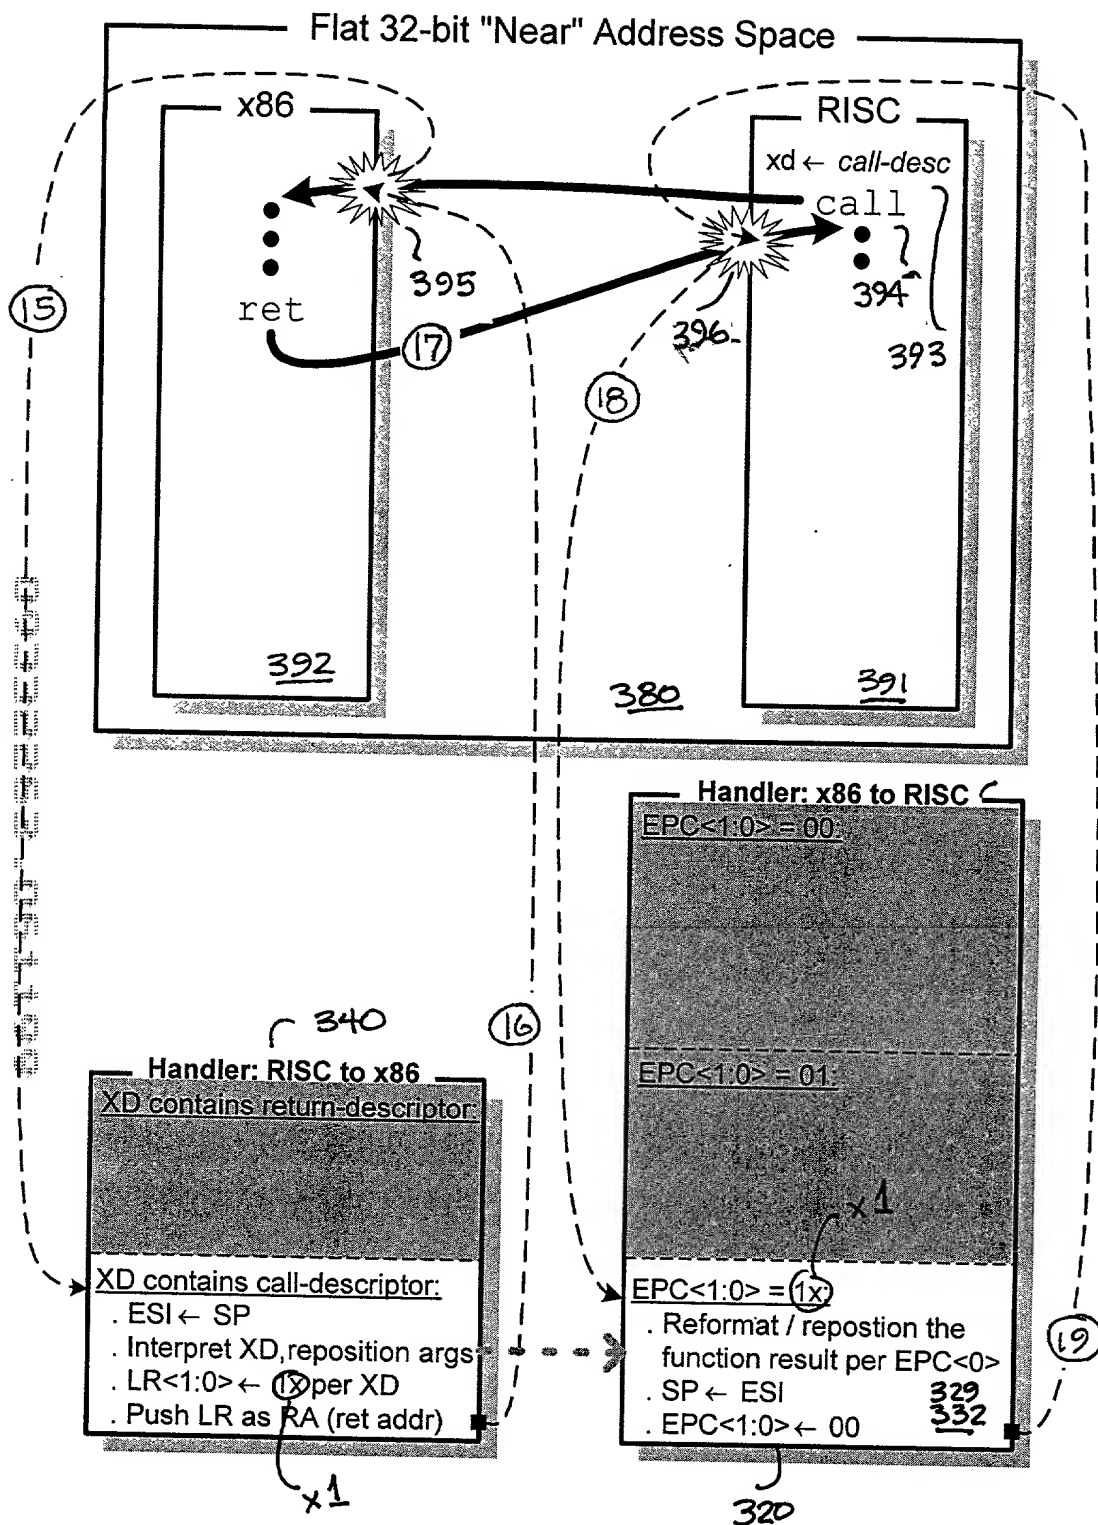 Flat 32-bit "Near" Address Space
x86
RISC
xd ← call-desc
call
395
394
15
ret
17
396
393
18
392
380
391
Handler: x86 to RISC
EPC<1:0> = 00:
340
16
Handler: RISC to x86
EPC<1:0> = 01:
XD contains return-descriptor:
x1
XD contains call-descriptor:
. ESI ← SP
. Interpret XD, reposition args
. LR<1:0> ← 1x per XD
. Push LR as RA (ret addr)
EPC<1:0> = 1x:
. Reformat / repostion the
function result per EPC<0>
. SP ← ESI
. EPC<1:0> ← 00
329
332
19
x1
320